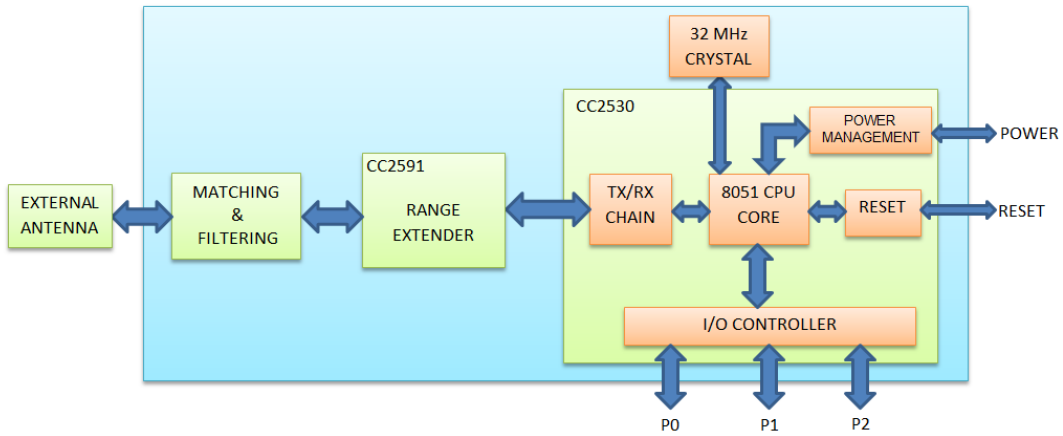 32 MHz
CRYSTAL
CC2530
POWER
MANAGEMENT
POWER
CC2591
RANGE
EXTENDER
EXTERNAL
ANTENNA
MATCHING
&
FILTERING
TX/RX
CHAIN
8051 CPU
CORE
RESET
RESET
I/O CONTROLLER
P0
P1
P2